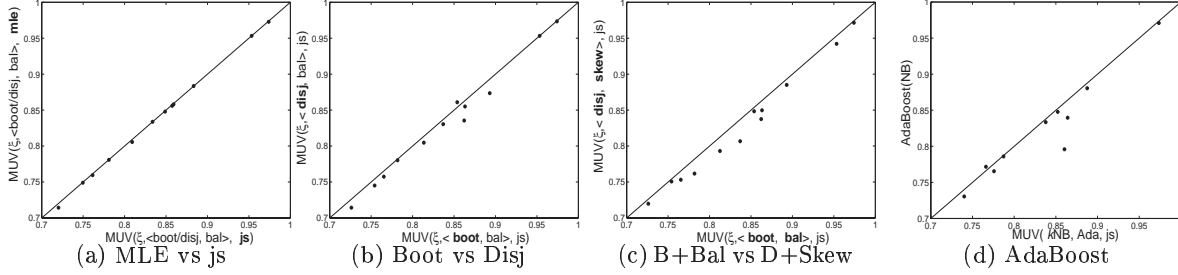 MUV(ξ,<boot/disj, bal>, mle)
1
0.95
0.9
0.85
0.8
0.75
0.7
0.7 0.75 0.8 0.85 0.9 0.95 1
MUV(ξ,<boot/disj, bal>, js)
(a) MLE vs js
MUV(ξ,< disj, bal>, js)
1
0.95
0.9
0.85
0.8
0.75
0.7
0.7 0.75 0.8 0.85 0.9 0.95 1
MUV(ξ,< boot, bal>, js)
(b) Boot vs Disj
MUV(ξ,< disj, skew>, js)
1
0.95
0.9
0.85
0.8
0.75
0.7
0.7 0.75 0.8 0.85 0.9 0.95 1
MUV(ξ,< boot, bal>, js)
(c) B+Bal vs D+Skew
AdaBoost(NB)
1
0.95
0.9
0.85
0.8
0.75
0.7
0.7 0.75 0.8 0.85 0.9 0.95 1
MUV( kNB, Ada, js)
(d) AdaBoost